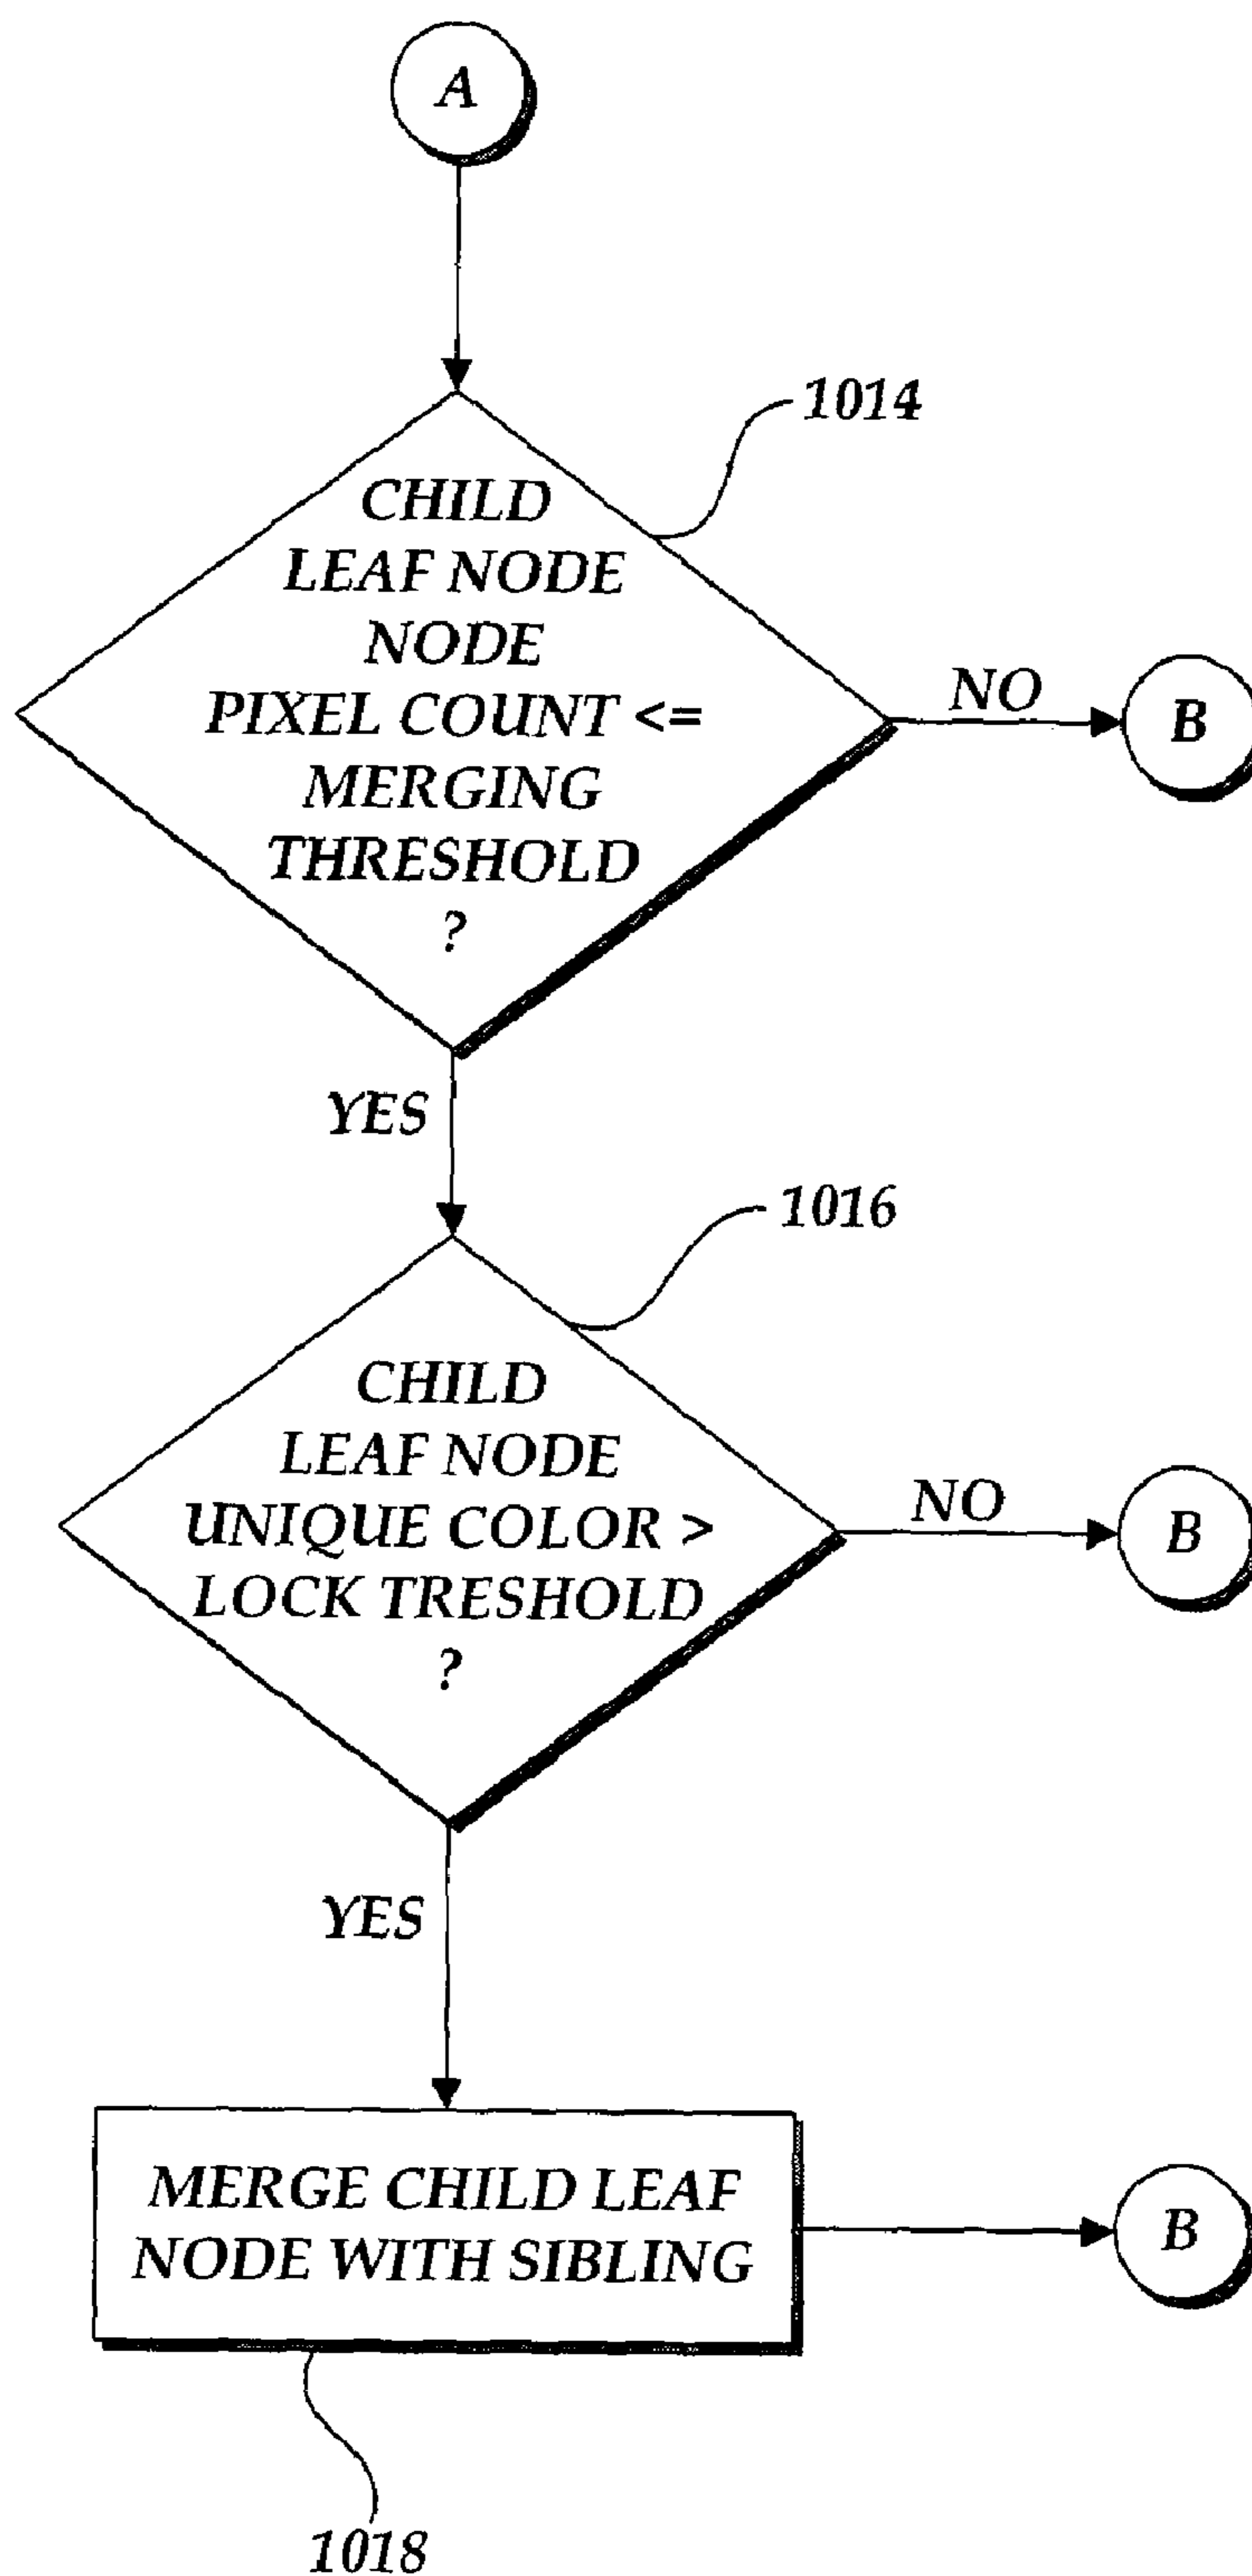 A
1014
CHILD
LEAF NODE
NODE
PIXEL COUNT <=
MERGING
THRESHOLD
?
NO
B
YES
1016
CHILD
LEAF NODE
UNIQUE COLOR >
LOCK TRESHOLD
?
NO
B
YES
MERGE CHILD LEAF
NODE WITH SIBLING
B
1018